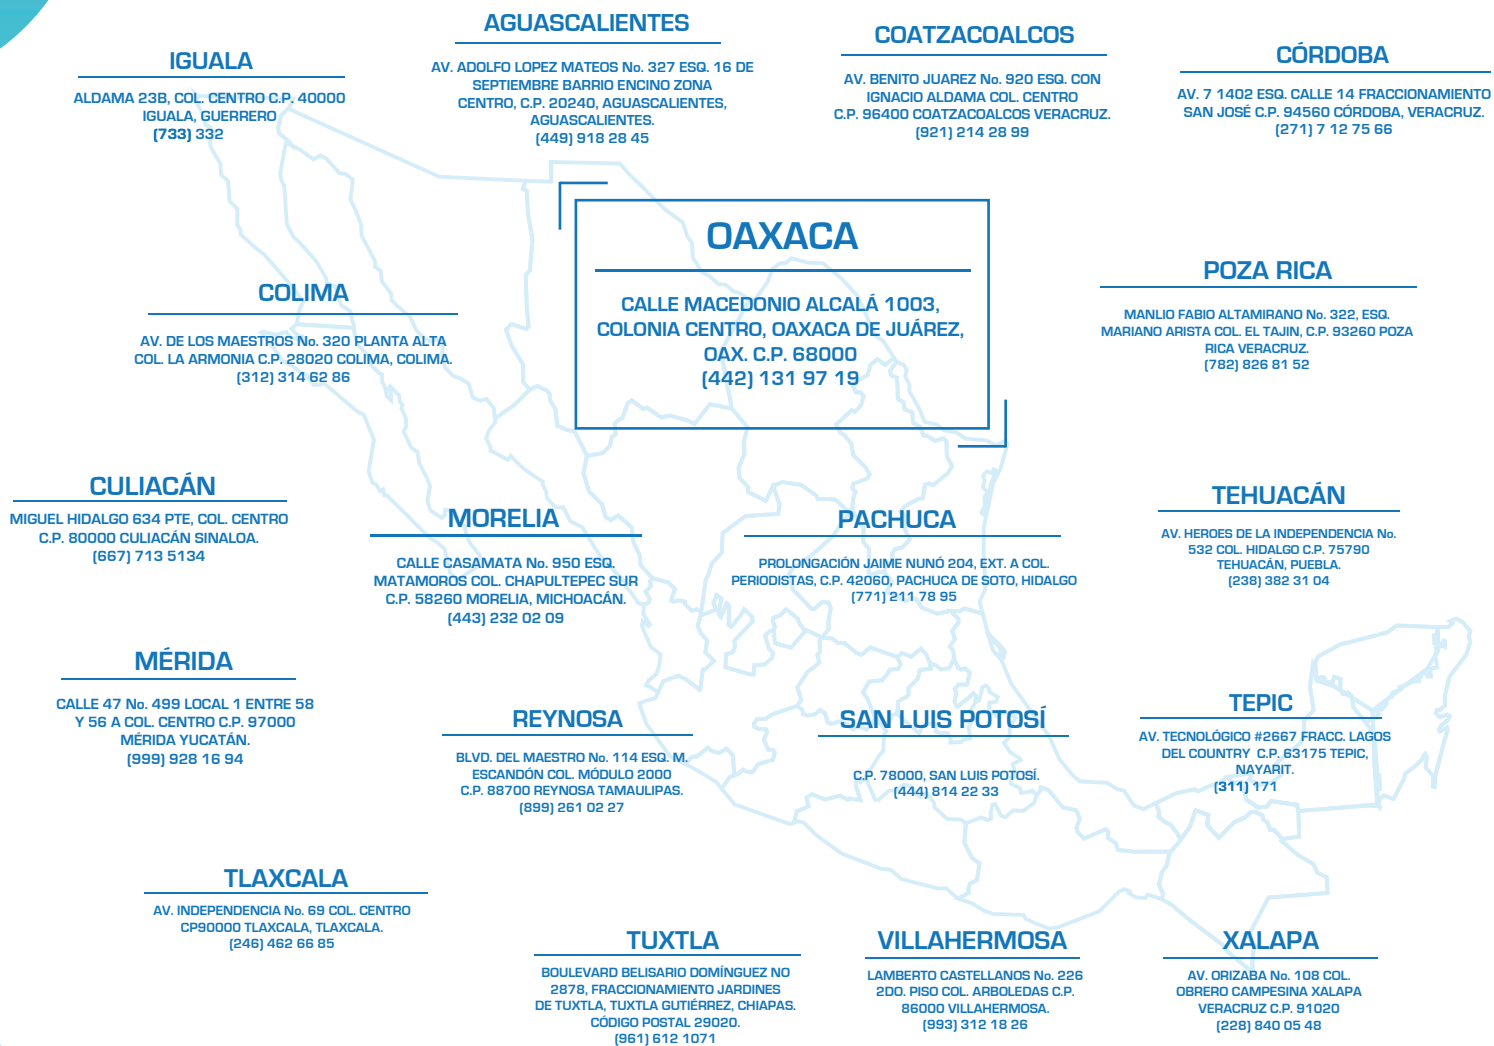 IGUALA
ALDAMA 23B, COL. CENTRO C.P. 40000
IGUALA, GUERRERO
(733) 332
AGUASCALIENTES
AV. ADOLFO LOPEZ MATEOS No. 327 ESQ. 16 DE
SEPTIEMBRE BARRIO ENCINO ZONA
CENTRO, C.P. 20240, AGUASCALIENTES,
AGUASCALIENTES.
(449) 918 28 45
COATZACOALCOS
AV. BENITO JUAREZ No. 920 ESQ. CON
IGNACIO ALDAMA COL. CENTRO
C.P. 96400 COATZACOALCOS VERACRUZ.
(921) 214 28 99
CÓRDOBA
AV. 7 1402 ESQ. CALLE 14 FRACCIONAMIENTO
SAN JOSÉ C.P. 94560 CÓRDOBA, VERACRUZ.
(271) 7 12 75 66
OAXACA
CALLE MACEDONIO ALCALÁ 1003,
COLONIA CENTRO, OAXACA DE JUÁREZ,
OAX. C.P. 68000
(442) 131 97 19
COLIMA
AV. DE LOS MAESTROS No. 320 PLANTA ALTA
COL. LA ARMONIA C.P. 28020 COLIMA, COLIMA.
(312) 314 62 86
POZA RICA
MANLIO FABIO ALTAMIRANO No. 322, ESQ.
MARIANO ARISTA COL. EL TAJIN, C.P. 93260 POZA
RICA VERACRUZ.
(782) 826 81 52
CULIACÁN
MIGUEL HIDALGO 634 PTE, COL. CENTRO
C.P. 80000 CULIACÁN SINALOA.
(667) 713 5134
MORELIA
CALLE CASAMATA No. 950 ESQ.
MATAMOROS COL. CHAPULTEPEC SUR
C.P. 58260 MORELIA, MICHOACÁN.
(443) 232 02 09
PACHUCA
PROLONGACIÓN JAIME NUNÓ 204, EXT. A COL.
PERIODISTAS, C.P. 42060, PACHUCA DE SOTO, HIDALGO
(771) 211 78 95
TEHUACÁN
AV. HEROES DE LA INDEPENDENCIA No.
532 COL. HIDALGO C.P. 75790
TEHUACÁN, PUEBLA.
(238) 382 31 04
MÉRIDA
CALLE 47 No. 499 LOCAL 1 ENTRE 58
Y 56 A COL. CENTRO C.P. 97000
MÉRIDA YUCATÁN.
(999) 928 16 94
REYNOSA
BLVD. DEL MAESTRO No. 114 ESQ. M.
ESCANDÓN COL. MÓDULO 2000
C.P. 88700 REYNOSA TAMAULIPAS.
(899) 261 02 27
SAN LUIS POTOSÍ
C.P. 78000, SAN LUIS POTOSÍ.
(444) 814 22 33
TEPIC
AV. TECNOLÓGICO #2667 FRACC. LAGOS
DEL COUNTRY C.P. 63175 TEPIC,
NAYARIT.
(311) 171
TLAXCALA
AV. INDEPENDENCIA No. 69 COL. CENTRO
CP90000 TLAXCALA, TLAXCALA.
(246) 462 66 85
TUXTLA
BOULEVARD BELISARIO DOMÍNGUEZ NO
2878, FRACCIONAMIENTO JARDINES
DE TUXTLA, TUXTLA GUTIÉRREZ, CHIAPAS.
CÓDIGO POSTAL 29020.
(961) 612 1071
VILLAHERMOSA
LAMBERTO CASTELLANOS No. 226
2DO. PISO COL. ARBOLEDAS C.P.
86000 VILLAHERMOSA.
(993) 312 18 26
XALAPA
AV. ORIZABA No. 108 COL.
OBRERO CAMPESINA XALAPA
VERACRUZ C.P. 91020
(228) 840 05 48